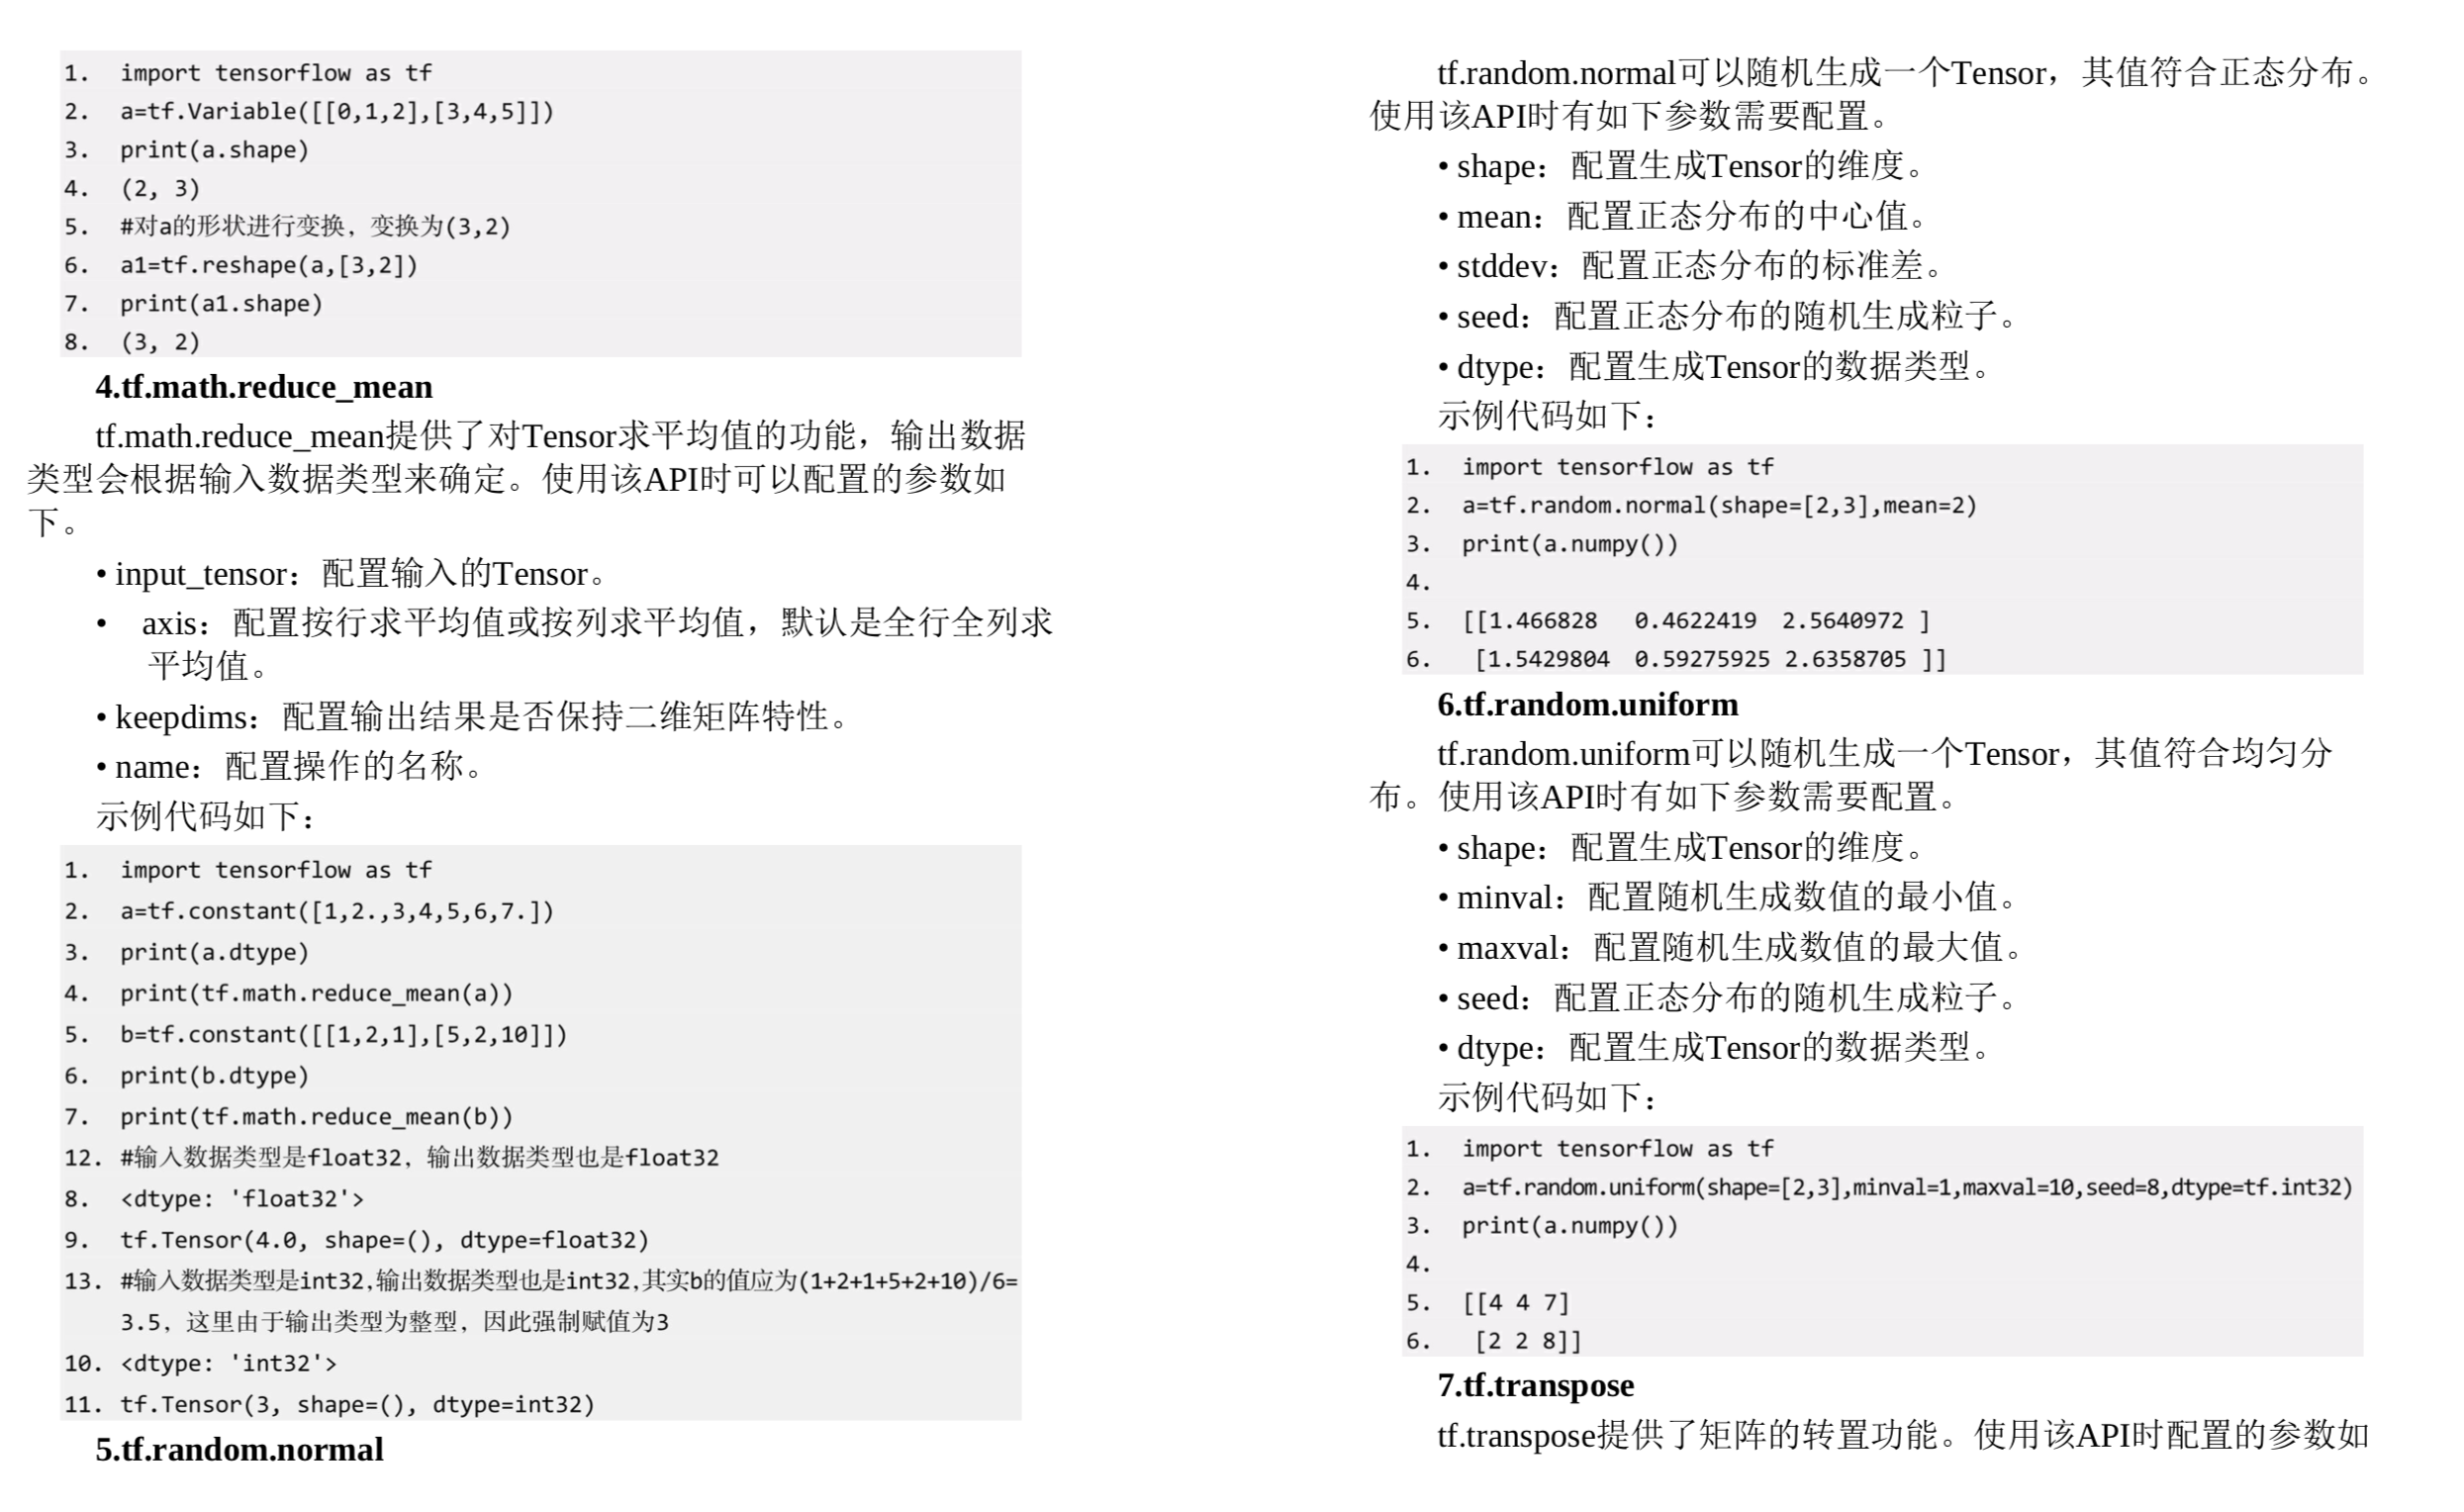 1. import tensorflow as tf
2. a=tf.Variable([[0,1,2],[3,4,5]])
3. print(a.shape)
4. (2, 3)
5. #对a的形状进行变换，变换为(3,2)
6. a1=tf.reshape(a,[3,2])
7. print(a1.shape)
8. (3, 2)
4.tf.math.reduce_mean
tf.math.reduce_mean提供了对Tensor求平均值的功能，输出数据
类型会根据输入数据类型来确定。使用该API时可以配置的参数如
下。
• input_tensor：配置输入的Tensor。
• axis：配置按行求平均值或按列求平均值，默认是全行全列求
平均值。
• keepdims：配置输出结果是否保持二维矩阵特性。
• name：配置操作的名称。
示例代码如下：
1. import tensorflow as tf
2. a=tf.constant([1,2.,3,4,5,6,7.])
3. print(a.dtype)
4. print(tf.math.reduce_mean(a))
5. b=tf.constant([[1,2,1],[5,2,10]])
6. print(b.dtype)
7. print(tf.math.reduce_mean(b))
12. #输入数据类型是float32，输出数据类型也是float32
8. <dtype: 'float32'>
9. tf.Tensor(4.0, shape=(), dtype=float32)
13. #输入数据类型是int32,输出数据类型也是int32,其实b的值应为(1+2+1+5+2+10)/6=
3.5，这里由于输出类型为整型，因此强制赋值为3
10. <dtype: 'int32'>
11. tf.Tensor(3, shape=(), dtype=int32)
5.tf.random.normal
tf.random.normal可以随机生成一个Tensor，其值符合正态分布。
使用该API时有如下参数需要配置。
• shape：配置生成Tensor的维度。
• mean：配置正态分布的中心值。
• stddev：配置正态分布的标准差。
• seed：配置正态分布的随机生成粒子。
• dtype：配置生成Tensor的数据类型。
示例代码如下：
1. import tensorflow as tf
2. a=tf.random.normal(shape=[2,3],mean=2)
3. print(a.numpy())
4.
5. [[1.466828 0.4622419 2.5640972 ]
6. [1.5429804 0.59275925 2.6358705 ]]
6.tf.random.uniform
tf.random.uniform可以随机生成一个Tensor，其值符合均匀分
布。使用该API时有如下参数需要配置。
• shape：配置生成Tensor的维度。
• minval：配置随机生成数值的最小值。
• maxval：配置随机生成数值的最大值。
• seed：配置正态分布的随机生成粒子。
• dtype：配置生成Tensor的数据类型。
示例代码如下：
1. import tensorflow as tf
2. a=tf.random.uniform(shape=[2,3],minval=1,maxval=10,seed=8,dtype=tf.int32)
3. print(a.numpy())
4.
5. [[4 4 7]
6. [2 2 8]]
7.tf.transpose
tf.transpose提供了矩阵的转置功能。使用该API时配置的参数如